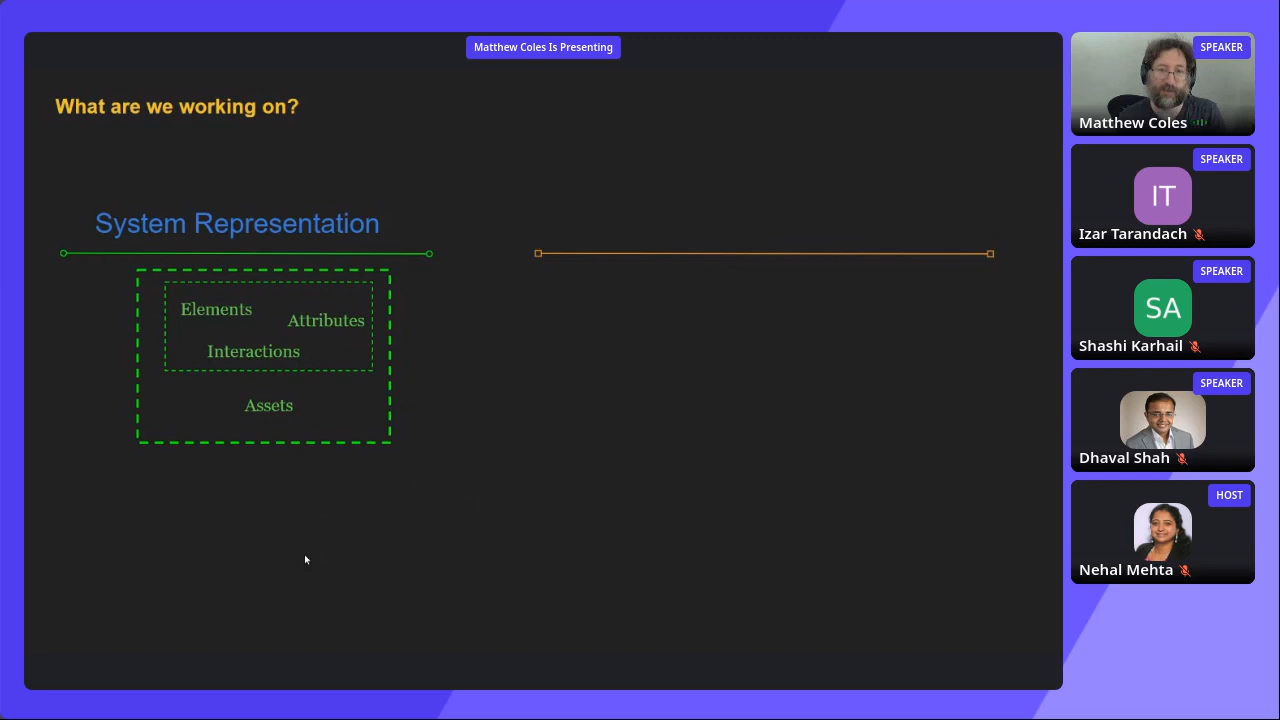 Matthew Coles Is Presenting
What are we working on?
System Representation
Elements
Attributes
Interactions
Assets
SPEAKER
Matthew Coles
SPEAKER
IT
Izar Tarandach
SPEAKER
SA
Shashi Karhail
SPEAKER
Dhaval Shah
HOST
Nehal Mehta